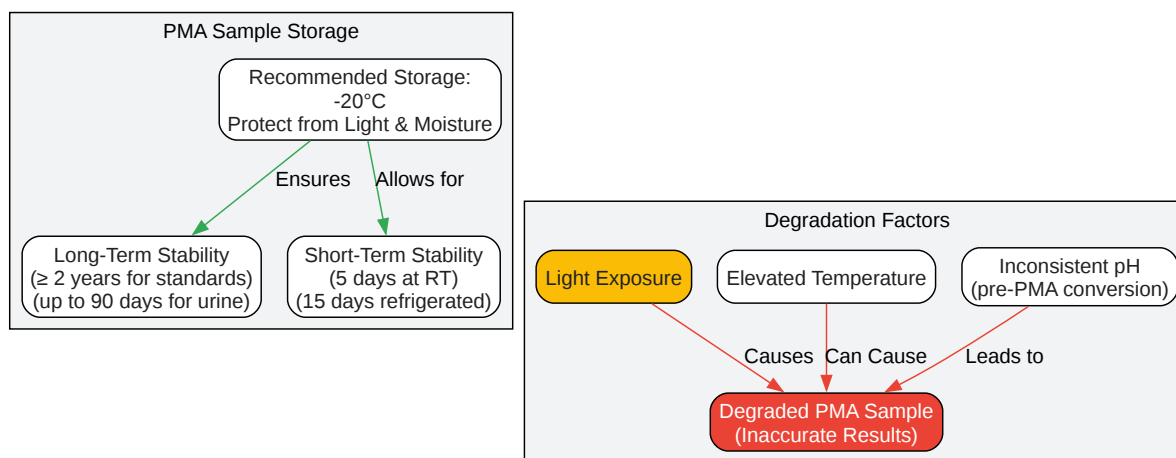 PMA Sample Storage
Recommended Storage:
-20°C
Protect from Light & Moisture
Ensures
Allows for
Long-Term Stability
(≥ 2 years for standards)
(up to 90 days for urine)
Short-Term Stability
(5 days at RT)
(15 days refrigerated)
Degradation Factors
Light Exposure
Elevated Temperature
Inconsistent pH
(pre-PMA conversion)
Causes
Can Cause
Leads to
Degraded PMA Sample
(Inaccurate Results)